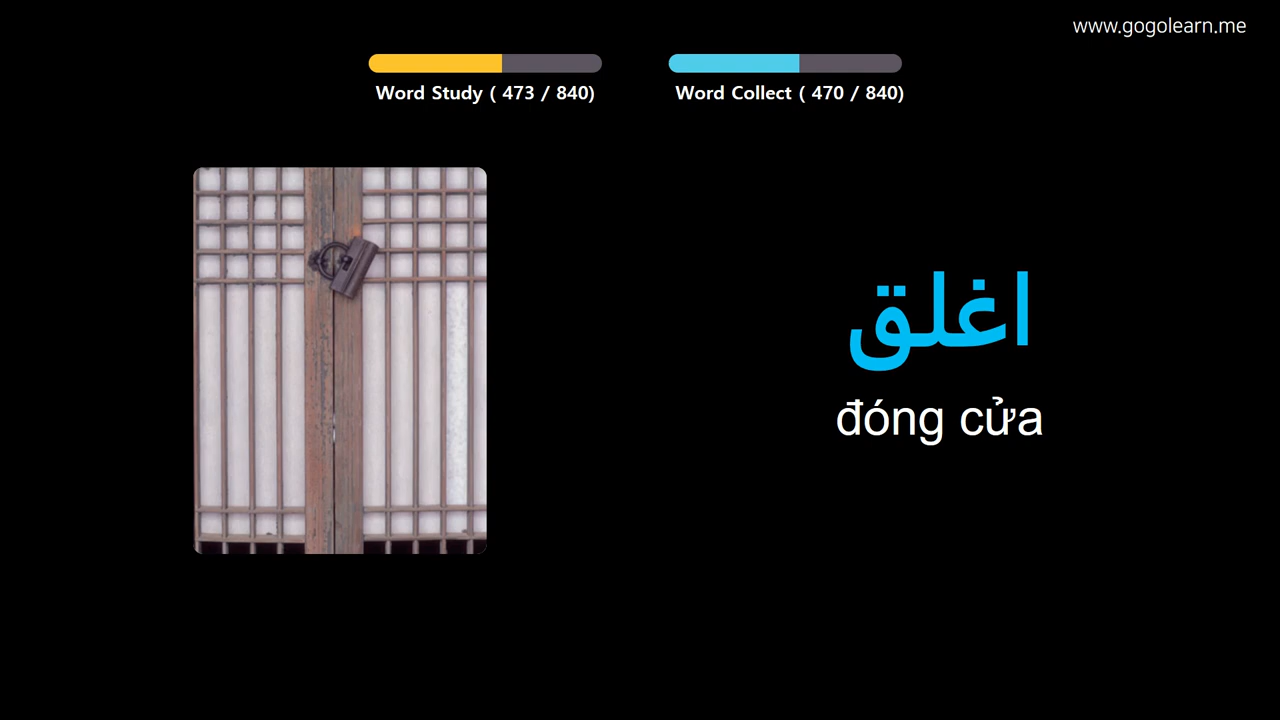 www.gogolearn.me
Word Study ( 473 / 840)
Word Collect ( 470 / 840)
اغلق
đóng cửa